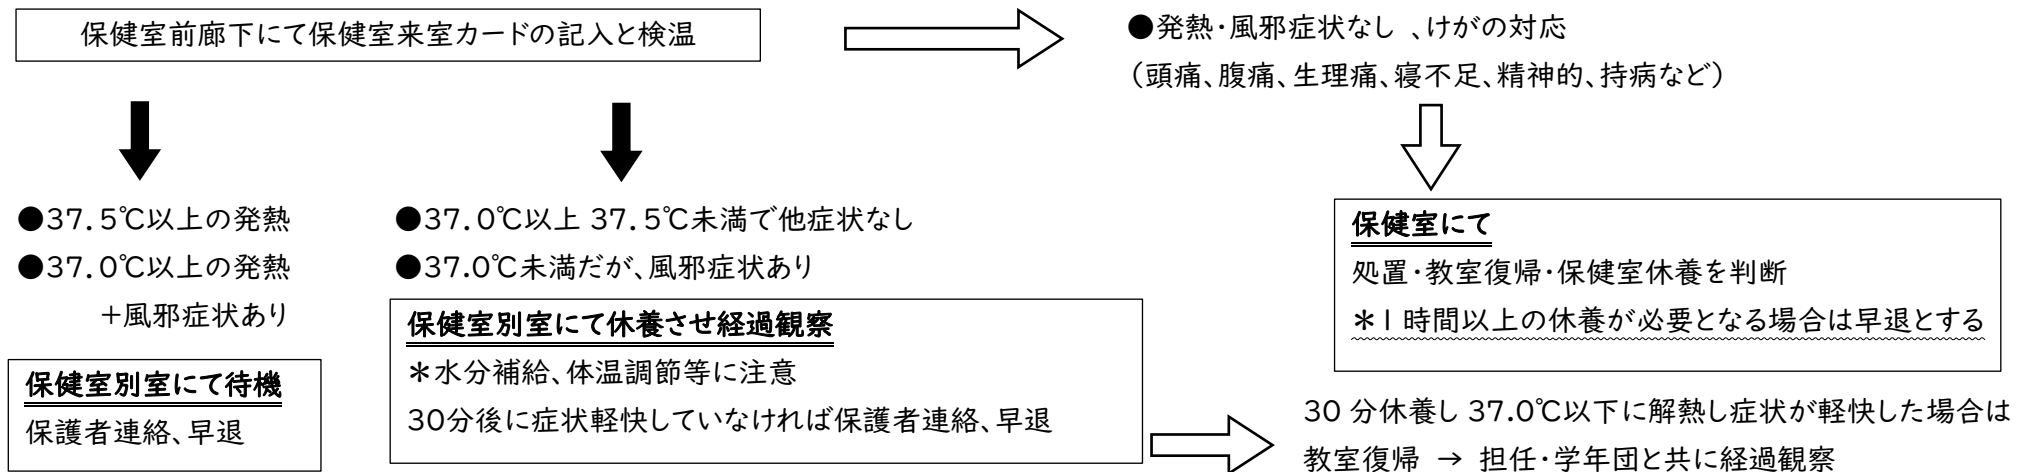 保健室前廊下にて保健室来室カードの記入と検温
●発熱・風邪症状なし 、けがの対応
(頭痛、腹痛、生理痛、寝不足、精神的、持病など)
●37.5℃以上の発熱
●37.0℃以上の発熱
+風邪症状あり
保健室別室にて待機
保護者連絡、早退
●37.0℃以上 37.5℃未満で他症状なし
●37.0℃未満だが、風邪症状あり
保健室別室にて休養させ経過観察
*水分補給、体温調節等に注意
30分後に症状軽快していなければ保護者連絡、早退
保健室にて
処置・教室復帰・保健室休養を判断
*1時間以上の休養が必要となる場合は早退とする
30 分休養し 37.0℃以下に解熱し症状が軽快した場合は
教室復帰 → 担任・学年団と共に経過観察